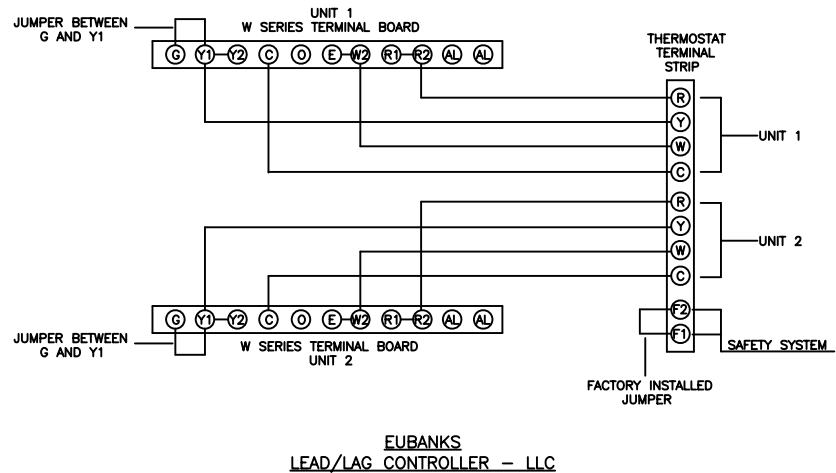 UNIT 1
W SERIES TERMINAL BOARD
JUMPER BETWEEN
G AND Y1
G Y1 Y2 C O E W2 R1 R2 AL AL
THERMOSTAT
TERMINAL
STRIP
R
Y
W
C
UNIT 1
R
Y
W
C
UNIT 2
F2
F1
SAFETY SYSTEM
FACTORY INSTALLED
JUMPER
G Y1 Y2 C O E W2 R1 R2 AL AL
JUMPER BETWEEN
G AND Y1
W SERIES TERMINAL BOARD
UNIT 2
EUBANKS
LEAD/LAG CONTROLLER – LLC